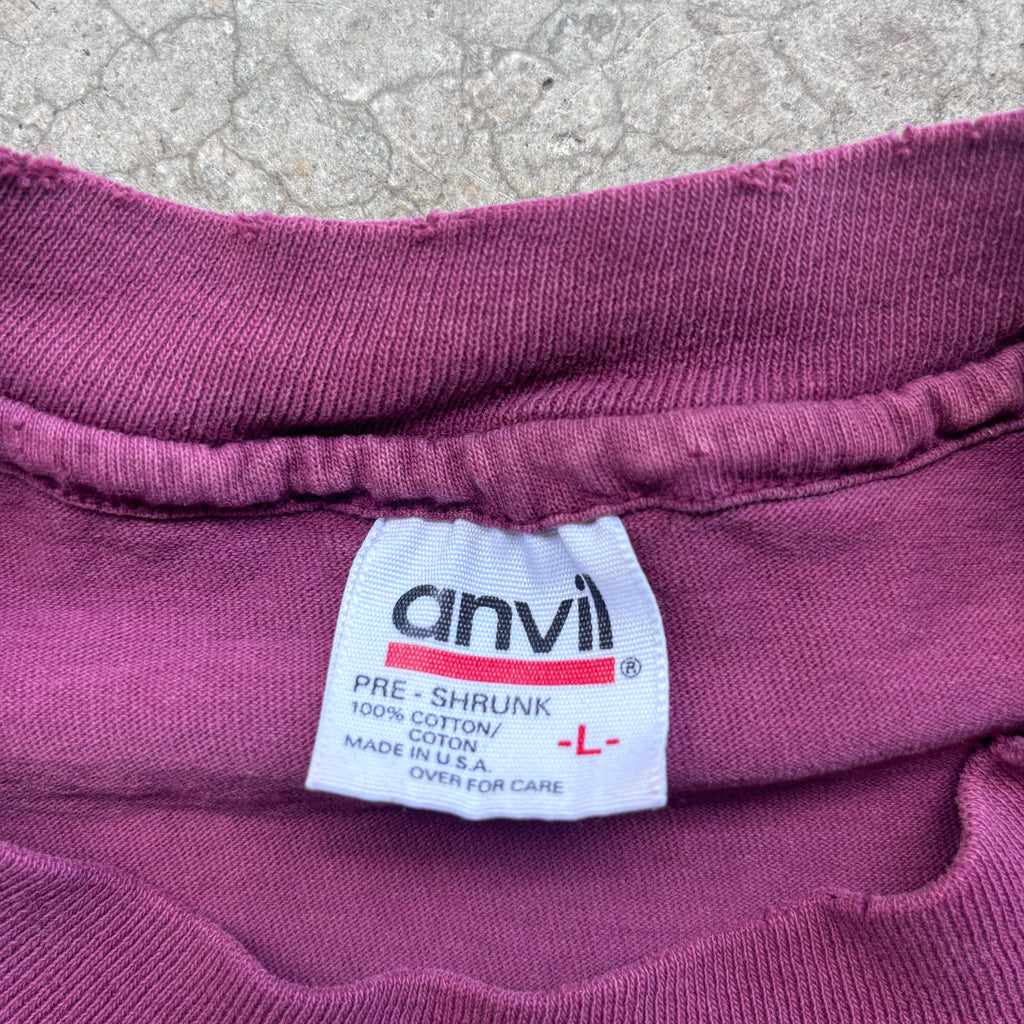 anvil®
PRE - SHRUNK
100% COTTON/
COTON
-L-
MADE IN U.S.A.
OVER FOR CARE